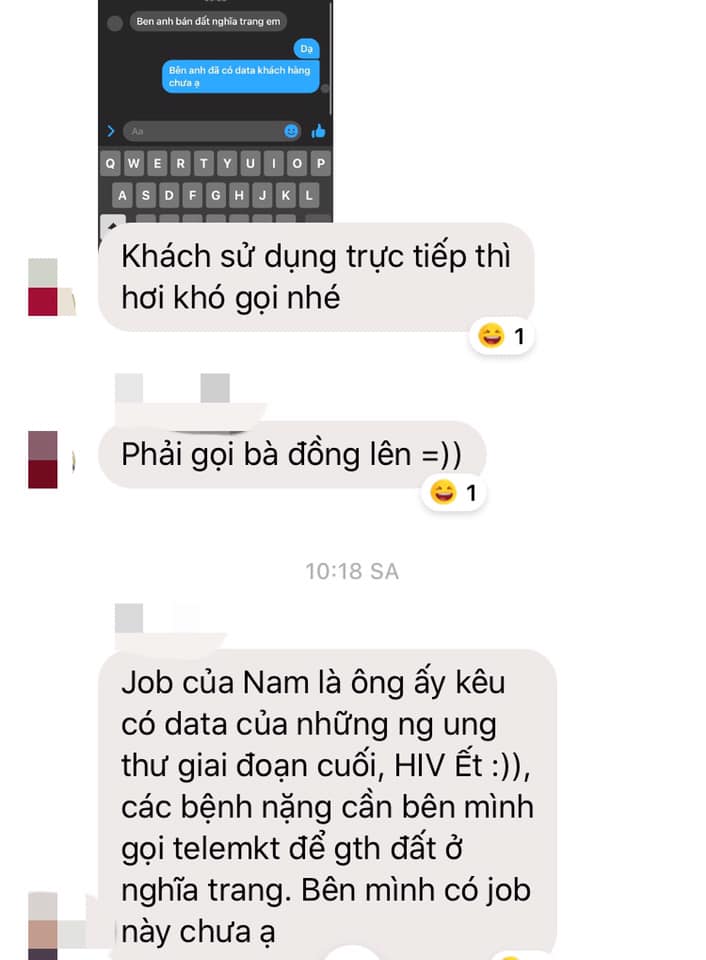 Ben anh bán đất nghĩa trang em
Dạ
Bên anh đã có data khách hàng
chưa ạ
Aa
Q W E R T Y U I O P
A S D F G H J K L
Khách sử dụng trực tiếp thì
hơi khó gọi nhé
1
Phải gọi bà đồng lên =))
1
10:18 SA
Job của Nam là ông ấy kêu
có data của những ng ung
thư giai đoạn cuối, HIV Ết :)),
các bệnh nặng cần bên mình
gọi telemkt để gth đất ở
nghĩa trang. Bên mình có job
này chưa ạ